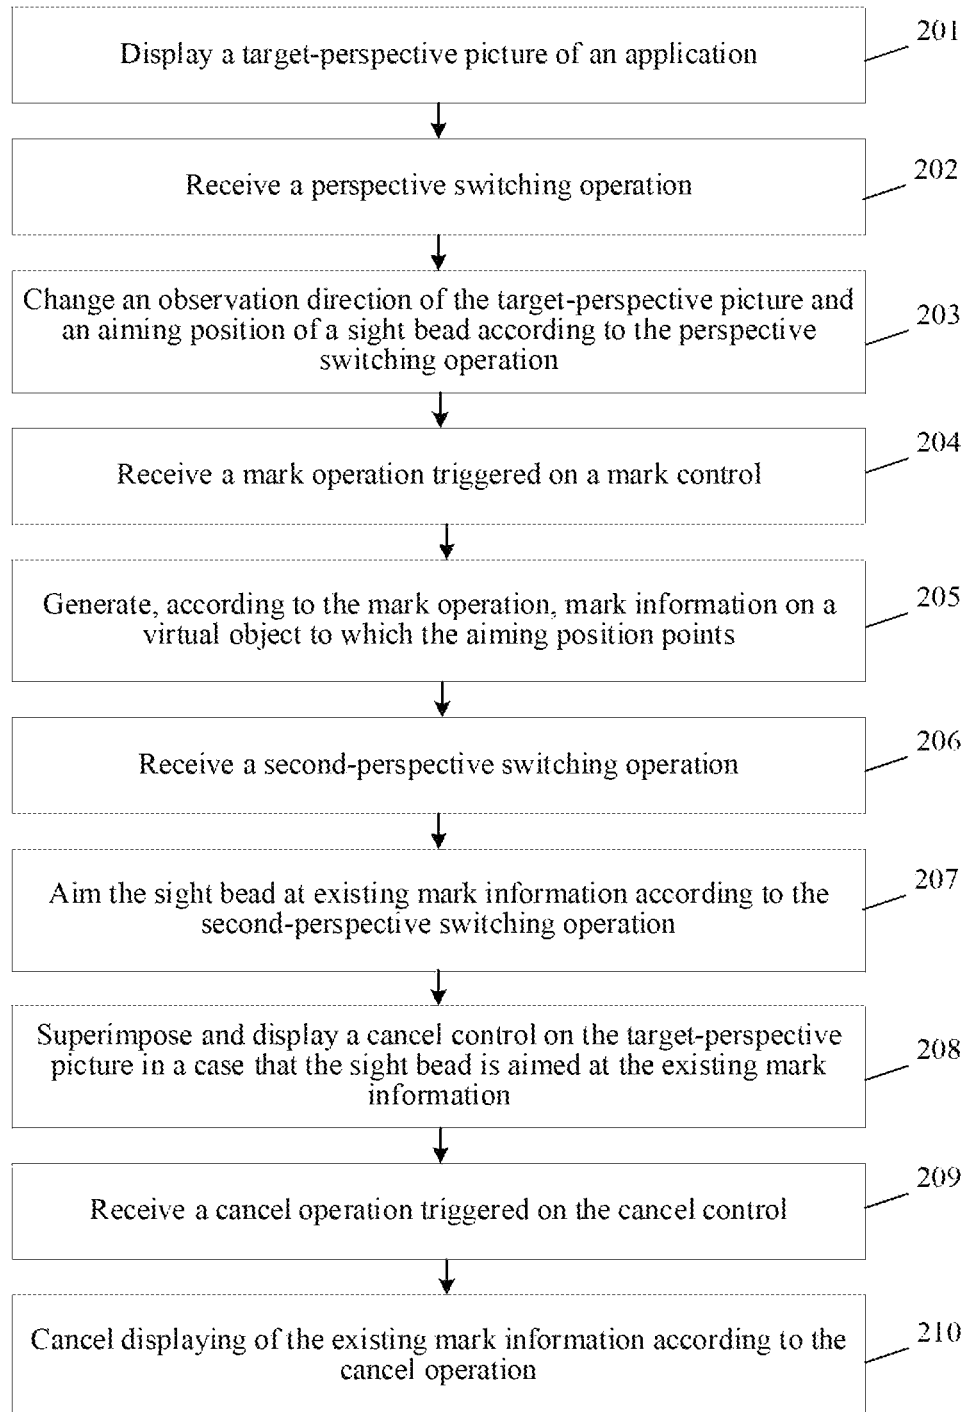 Display a target-perspective picture of an application
201
Receive a perspective switching operation
202
Change an observation direction of the target-perspective picture and
an aiming position of a sight bead according to the perspective
switching operation
203
Receive a mark operation triggered on a mark control
204
Generate, according to the mark operation, mark information on a
virtual object to which the aiming position points
205
Receive a second-perspective switching operation
206
Aim the sight bead at existing mark information according to the
second-perspective switching operation
207
Superimpose and display a cancel control on the target-perspective
picture in a case that the sight bead is aimed at the existing mark
information
208
Receive a cancel operation triggered on the cancel control
209
Cancel displaying of the existing mark information according to the
cancel operation
210